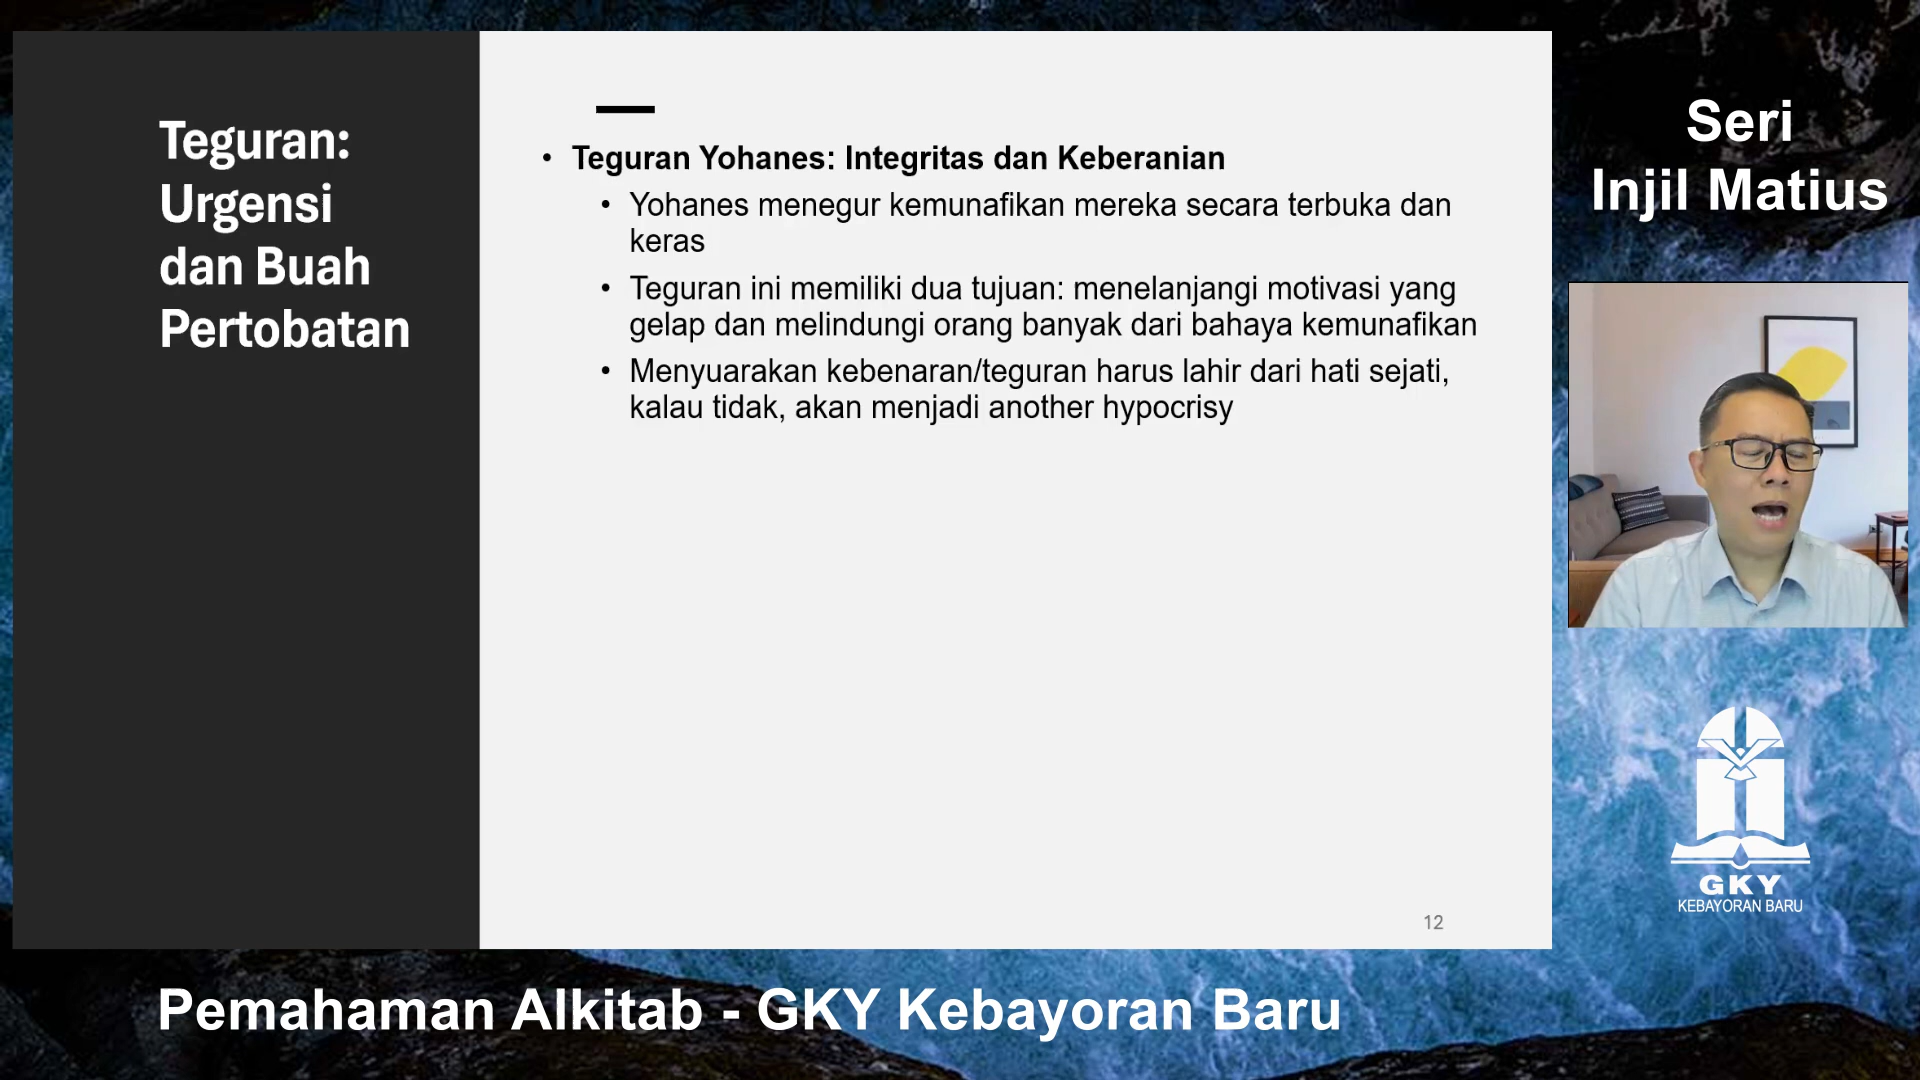 Teguran:
Urgensi
dan Buah
Pertobatan
• Teguran Yohanes: Integritas dan Keberanian
• Yohanes menegur kemunafikan mereka secara terbuka dan
keras
• Teguran ini memiliki dua tujuan: menelanjangi motivasi yang
gelap dan melindungi orang banyak dari bahaya kemunafikan
• Menyuarakan kebenaran/teguran harus lahir dari hati sejati,
kalau tidak, akan menjadi another hypocrisy
12
Seri
Injil Matius
GKY
KEBAYORAN BARU
Pemahaman Alkitab - GKY Kebayoran Baru